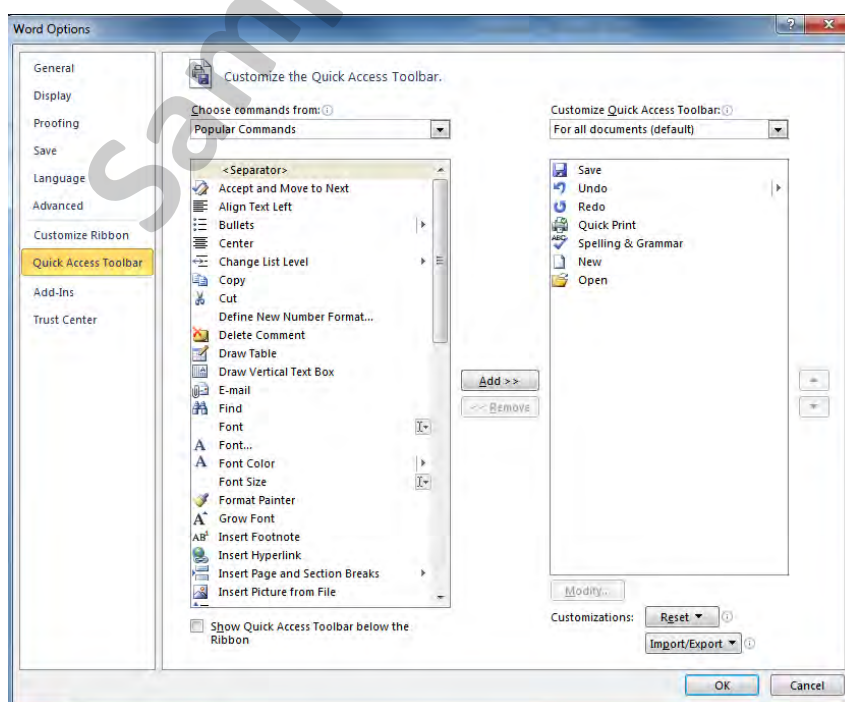 Word Options
General
Display
Proofing
Save
Language
Advanced
Customize Ribbon
Quick Access Toolbar
Add-Ins
Trust Center
Customize the Quick Access Toolbar.
Choose commands from:
Popular Commands
<Separator>
Accept and Move to Next
Align Text Left
Bullets
Center
Change List Level
Copy
Cut
Define New Number Format...
Delete Comment
Draw Table
Draw Vertical Text Box
E-mail
Find
Font
Font...
Font Color
Font Size
Format Painter
Grow Font
Insert Footnote
Insert Hyperlink
Insert Page and Section Breaks
Insert Picture from File
Show Quick Access Toolbar below the
Ribbon
Add >>
<< Remove
Customize Quick Access Toolbar:
For all documents (default)
Save
Undo
Redo
Quick Print
Spelling & Grammar
New
Open
Modify...
Customizations:
Reset
Import/Export
OK
Cancel
Sam